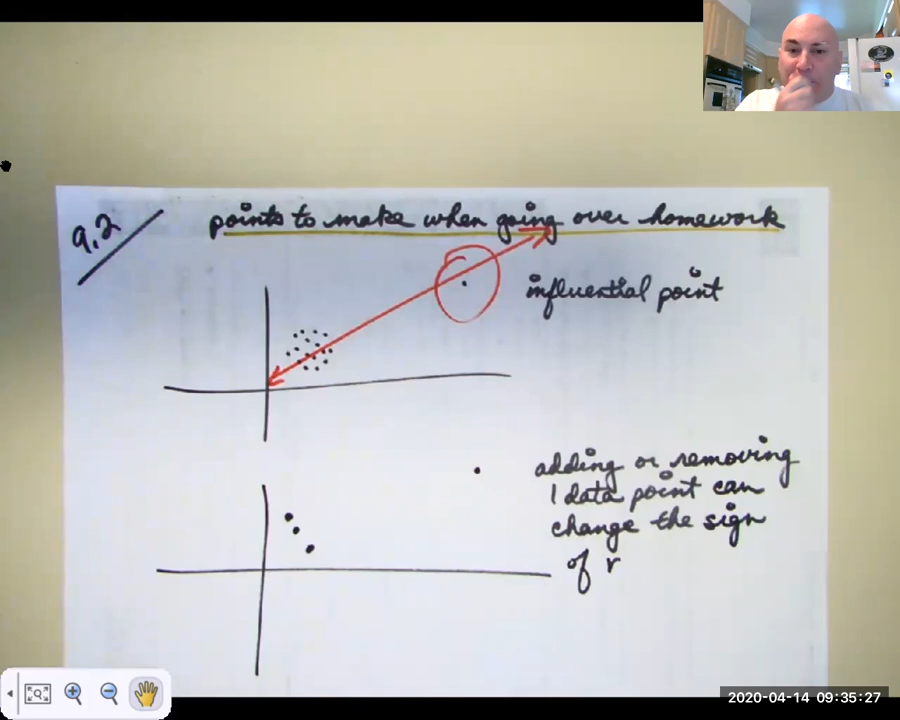 9.2
points to make when going over homework
influential point
adding or removing
1 data point can
change the sign
of r
2020-04-14 09:35:27